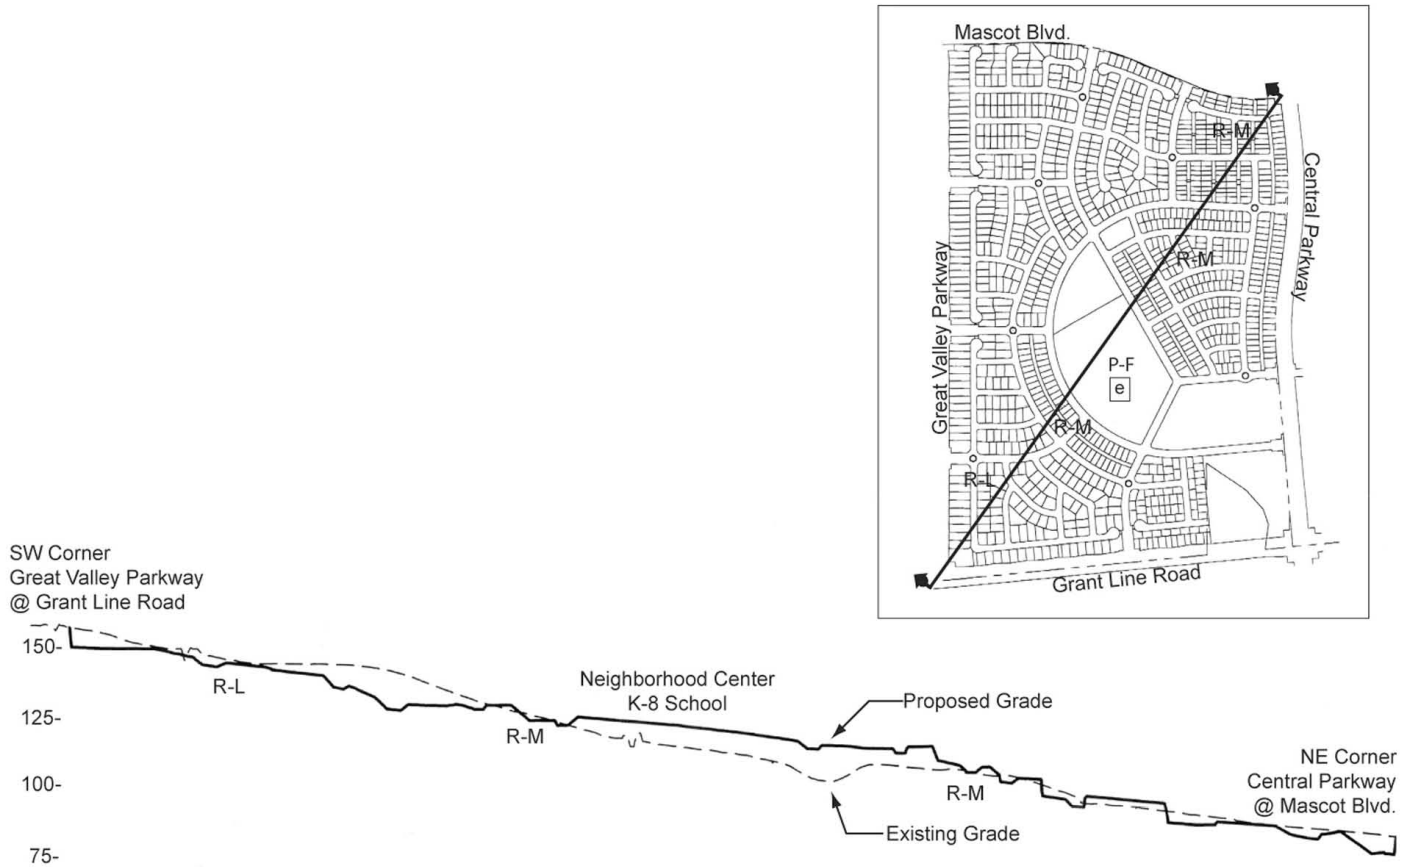 Mascot Blvd.
R-M
Central Parkway
R-M
Great Valley Parkway
P-F
e
R-M
R-L
Grant Line Road
SW Corner
Great Valley Parkway
@ Grant Line Road
150-
R-L
Neighborhood Center
K-8 School
Proposed Grade
125-
R-M
NE Corner
Central Parkway
@ Mascot Blvd.
100-
R-M
Existing Grade
75-